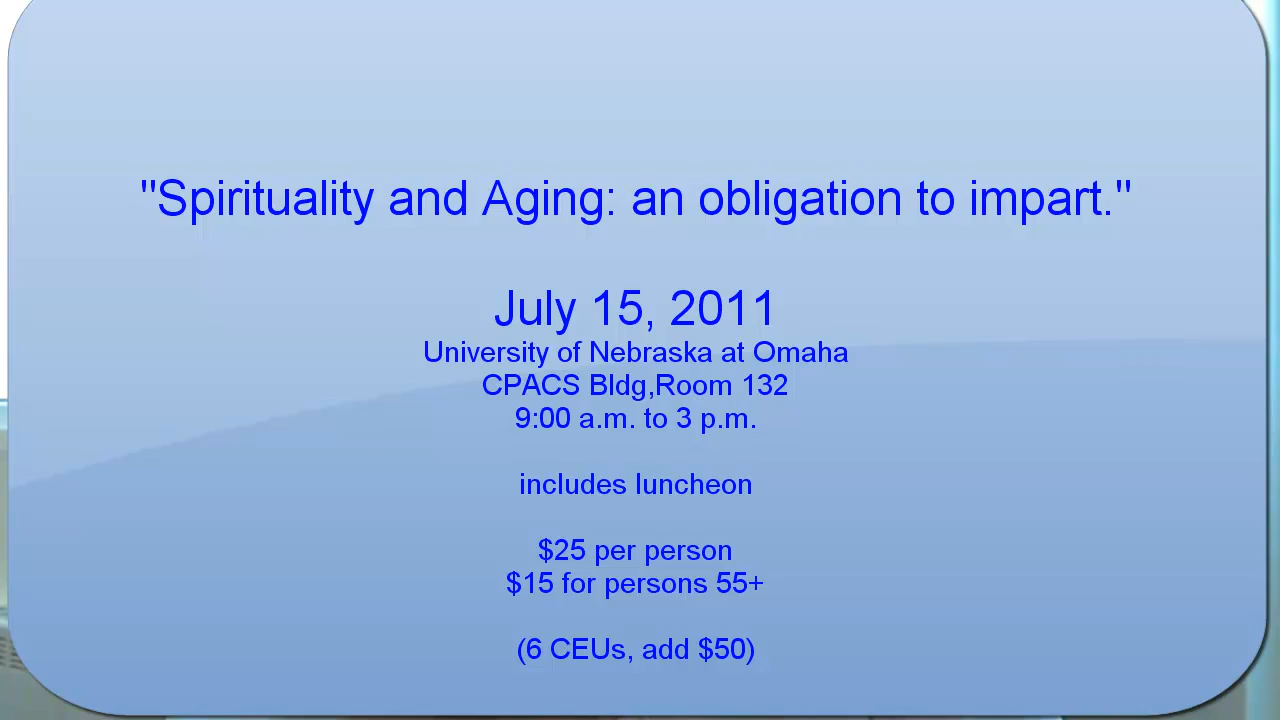 "Spirituality and Aging: an obligation to impart."
July 15, 2011
University of Nebraska at Omaha
CPACS Bldg,Room 132
9:00 a.m. to 3 p.m.
includes luncheon
$25 per person
$15 for persons 55+
(6 CEUs, add $50)